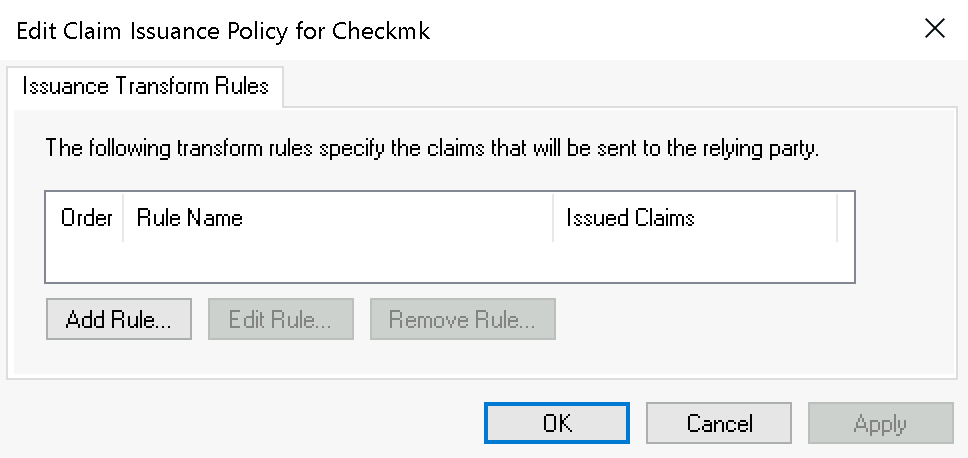 Edit Claim Issuance Policy for Checkmk
Issuance Transform Rules
The following transform rules specify the claims that will be sent to the relying party.
Order Rule Name Issued Claims
Add Rule... Edit Rule... Remove Rule...
OK Cancel Apply